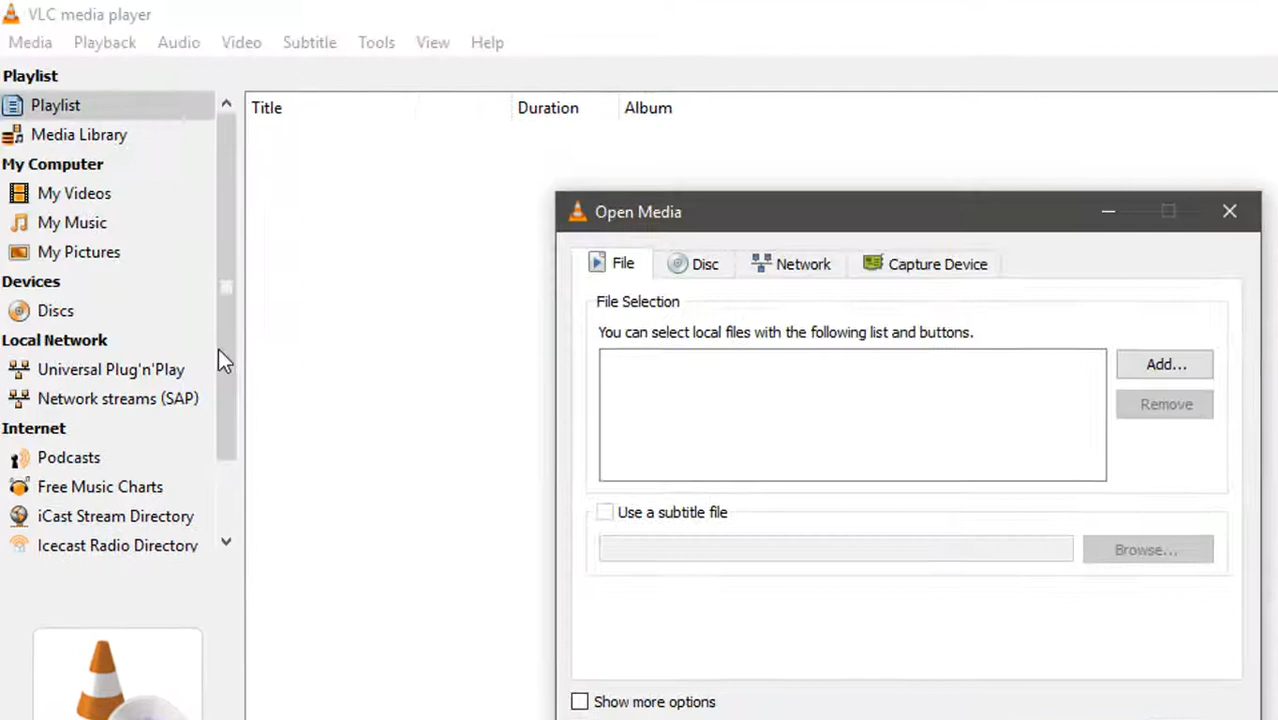 VLC media player
Media Playback Audio Video Subtitle Tools View Help
Playlist
Playlist
Media Library
My Computer
My Videos
My Music
My Pictures
Devices
Discs
Local Network
Universal Plug'n'Play
Network streams (SAP)
Internet
Podcasts
Free Music Charts
iCast Stream Directory
Icecast Radio Directory
Title Duration Album
Open Media
File Disc Network Capture Device
File Selection
You can select local files with the following list and buttons.
Add...
Remove
Use a subtitle file
Browse...
Show more options